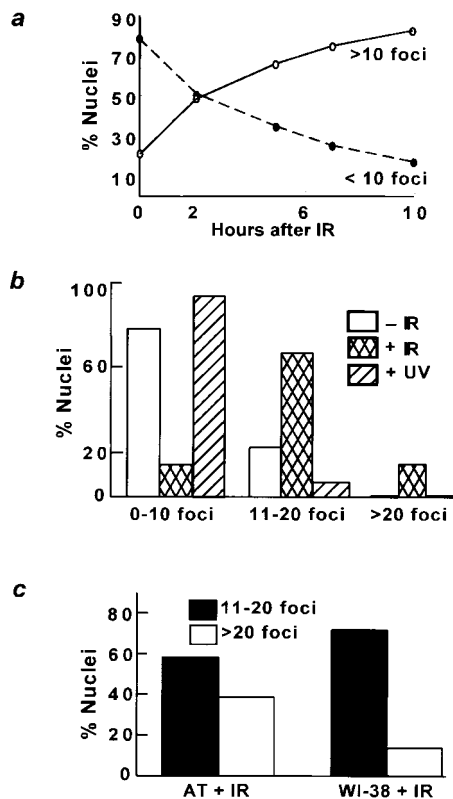 a
90
70
50
30
10
% Nuclei
>10 foci
< 10 foci
0 2 6 10
Hours after IR
b
100
60
20
0
% Nuclei
– IR
+ IR
+ UV
0-10 foci 11-20 foci >20 foci
c
80
60
40
20
0
% Nuclei
11-20 foci
>20 foci
AT + IR WI-38 + IR